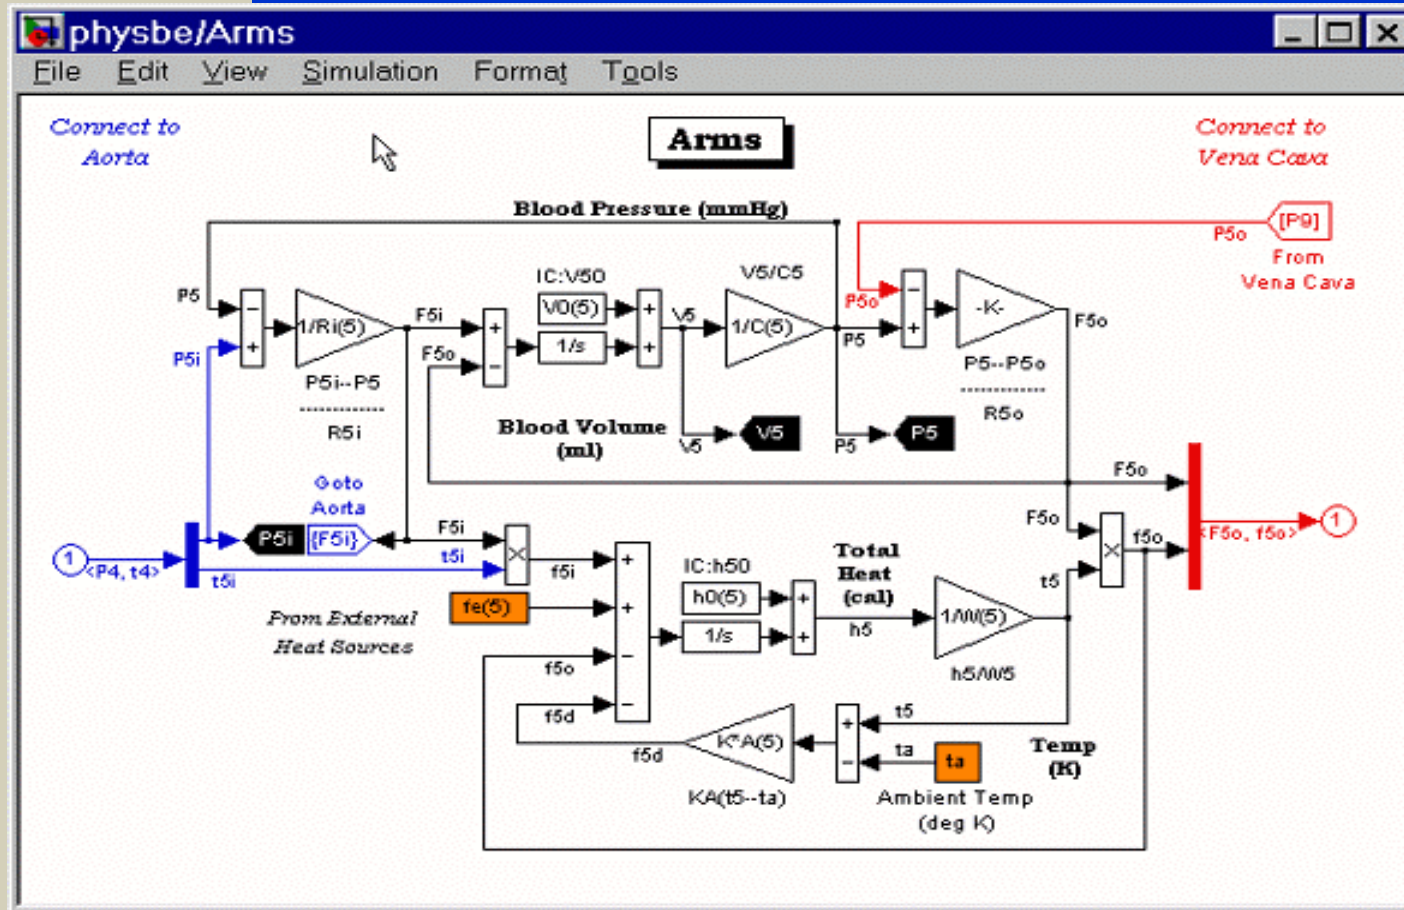 physbe/Arms
File Edit View Simulation Format Tools
Connect to
Aorta
Arms
Connect to
Vena Cava
Blood Pressure (mmHg)
[P9]
P5o
From
Vena Cava
IC:V50
V5/C5
P5
−
+
P5i
1/Ri(5)
P5i--P5
------------
R5i
F5i
F5o
+
−
V0(5)
1/s
+
+
V5
1/C(5)
P5
P5o
−
+
-K-
P5--P5o
------------
R5o
F5o
Blood Volume
(ml)
V5
V5
P5
P5
Goto
Aorta
P5i
{F5i}
F5i
F5o
F5o
1
<P4, t4>
t5i
t5i
×
f5i
Total
Heat
(cal)
t5
×
f5o
<F5o, f5o>
1
From External
Heat Sources
fe(5)
+
+
−
−
IC:h50
h0(5)
1/s
+
+
h5
1/W(5)
h5/W5
f5o
f5d
f5d
K*A(5)
KA(t5--ta)
+
−
t5
ta
ta
Temp
(K)
Ambient Temp
(deg K)